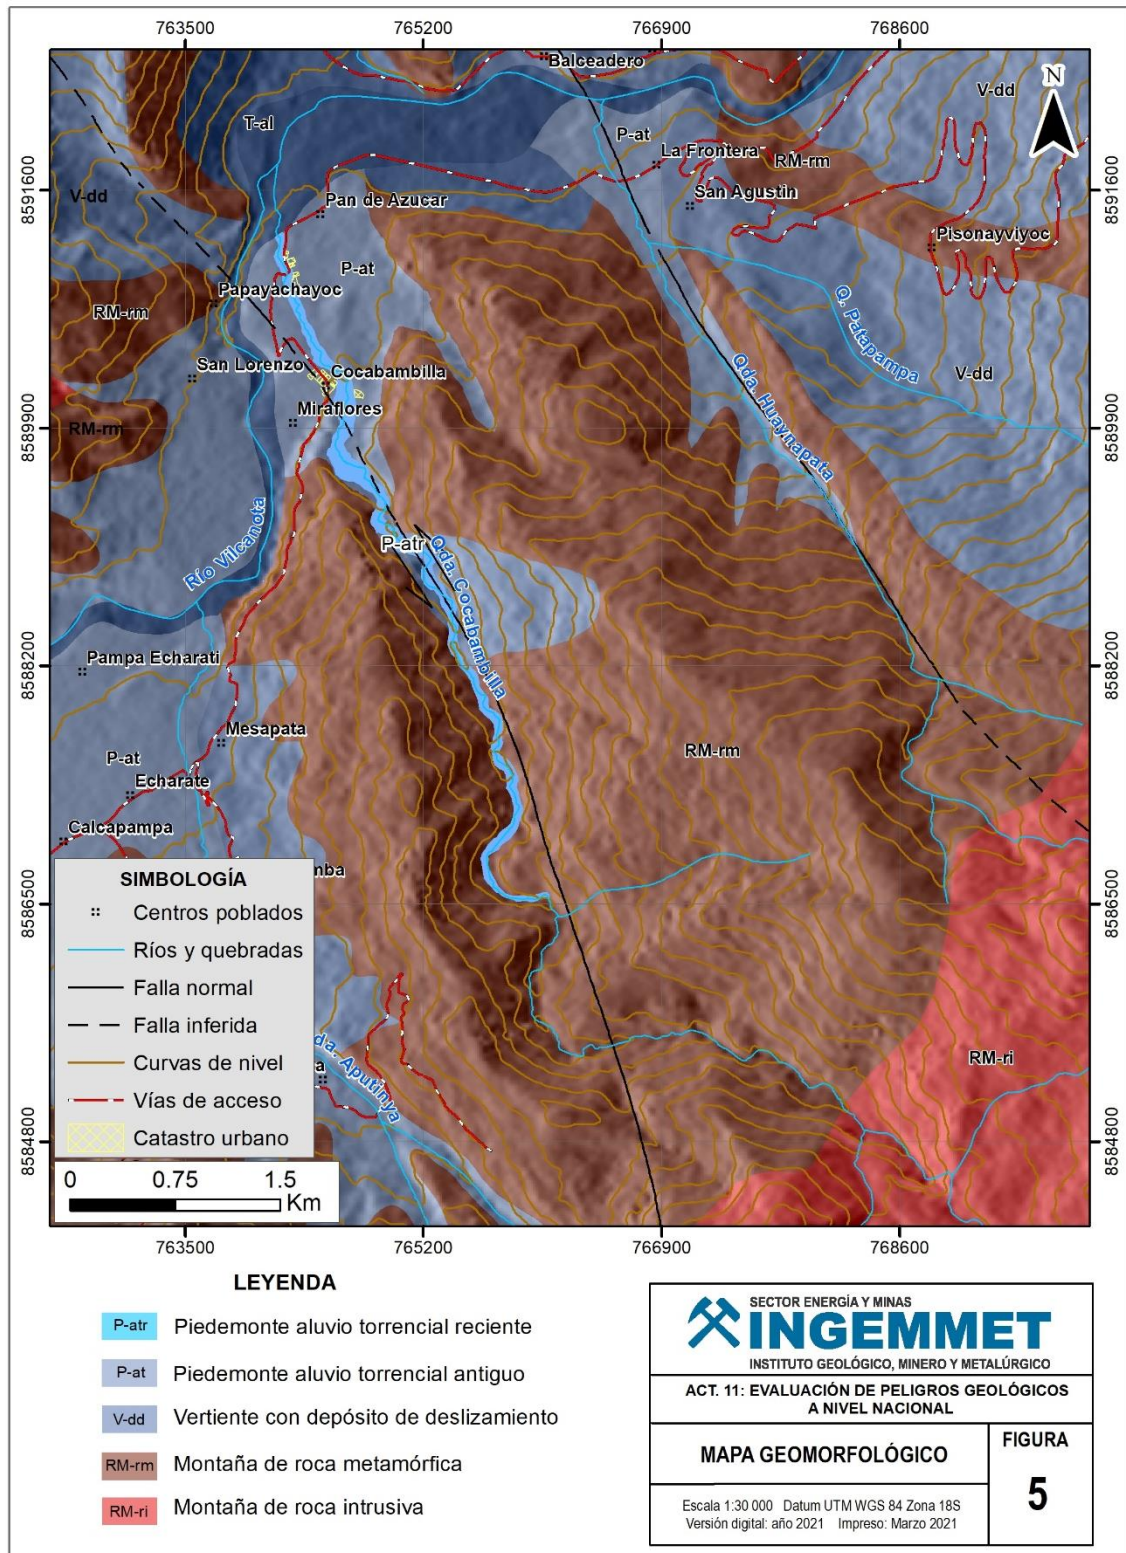 763500 765200 766900 768600
Balceadero
N
V-dd
T-al
P-at
La Frontera
RM-rm
8591600
8591600
V-dd
Pan de Azucar
San Agustin
Pisonayviyoc
P-at
Papayachayoc
RM-rm
Q. Patapampa
San Lorenzo
Cocabambilla
V-dd
Miraflores
Qda. Huaynapata
8589900
8589900
RM-rm
Río Vilcanota
P-atr
Qda. Cocabambilla
8588200
8588200
Pampa Echarati
Mesapata
RM-rm
P-at
Echarate
Calcapampa
mba
8586500
8586500
SIMBOLOGÍA
Centros poblados
Ríos y quebradas
Falla normal
Falla inferida
Curvas de nivel
Vías de acceso
Catastro urbano
da. Aputinya
a
RM-ri
8584800
8584800
0 0.75 1.5
Km
763500 765200 766900 768600
LEYENDA
P-atr Piedemonte aluvio torrencial reciente
P-at Piedemonte aluvio torrencial antiguo
V-dd Vertiente con depósito de deslizamiento
RM-rm Montaña de roca metamórfica
RM-ri Montaña de roca intrusiva
SECTOR ENERGÍA Y MINAS
INGEMMET
INSTITUTO GEOLÓGICO, MINERO Y METALÚRGICO
ACT. 11: EVALUACIÓN DE PELIGROS GEOLÓGICOS
A NIVEL NACIONAL
MAPA GEOMORFOLÓGICO
FIGURA
5
Escala 1:30 000 Datum UTM WGS 84 Zona 18S
Versión digital: año 2021 Impreso: Marzo 2021